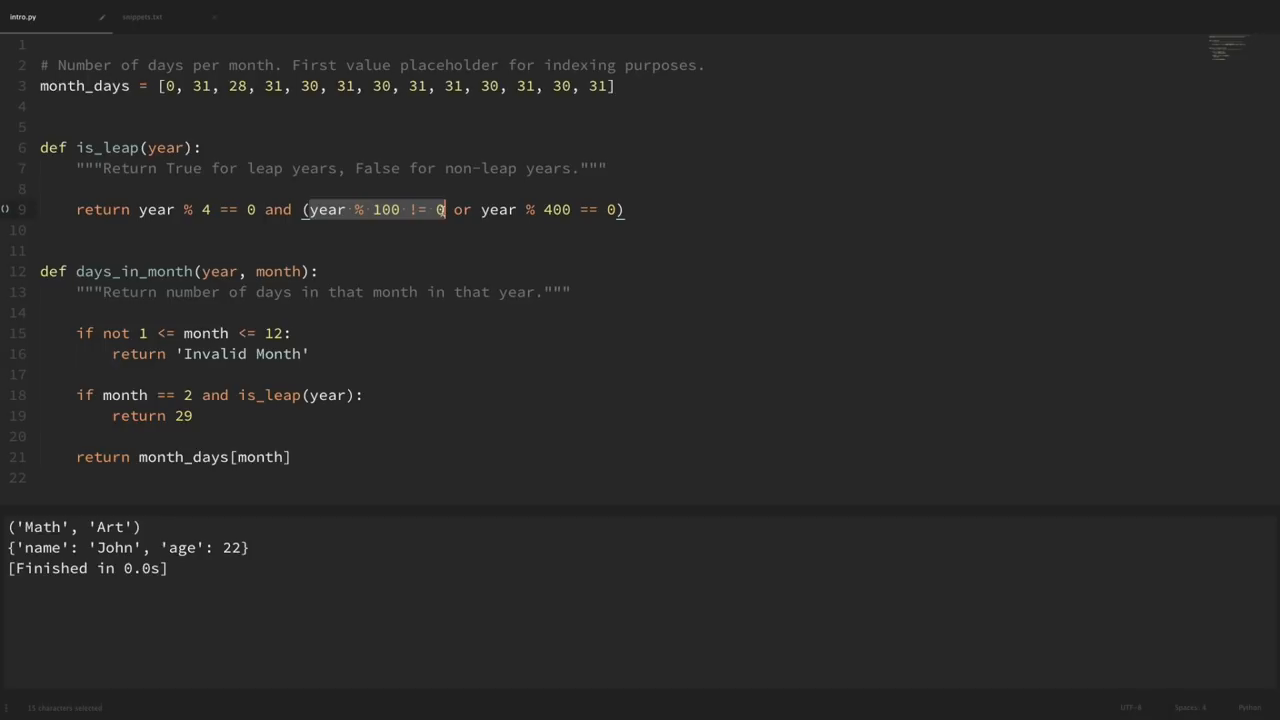 intro.py
snippets.txt
1
2 # Number of days per month. First value placeholder for indexing purposes.
3 month_days = [0, 31, 28, 31, 30, 31, 30, 31, 31, 30, 31, 30, 31]
4
5
6 def is_leap(year):
7 """Return True for leap years, False for non-leap years."""
8
() 9 return year % 4 == 0 and (year % 100 != 0 or year % 400 == 0)
10
11
12 def days_in_month(year, month):
13 """Return number of days in that month in that year."""
14
15 if not 1 <= month <= 12:
16 return 'Invalid Month'
17
18 if month == 2 and is_leap(year):
19 return 29
20
21 return month_days[month]
22
('Math', 'Art')
{'name': 'John', 'age': 22}
[Finished in 0.0s]
15 characters selected
UTF-8
Python